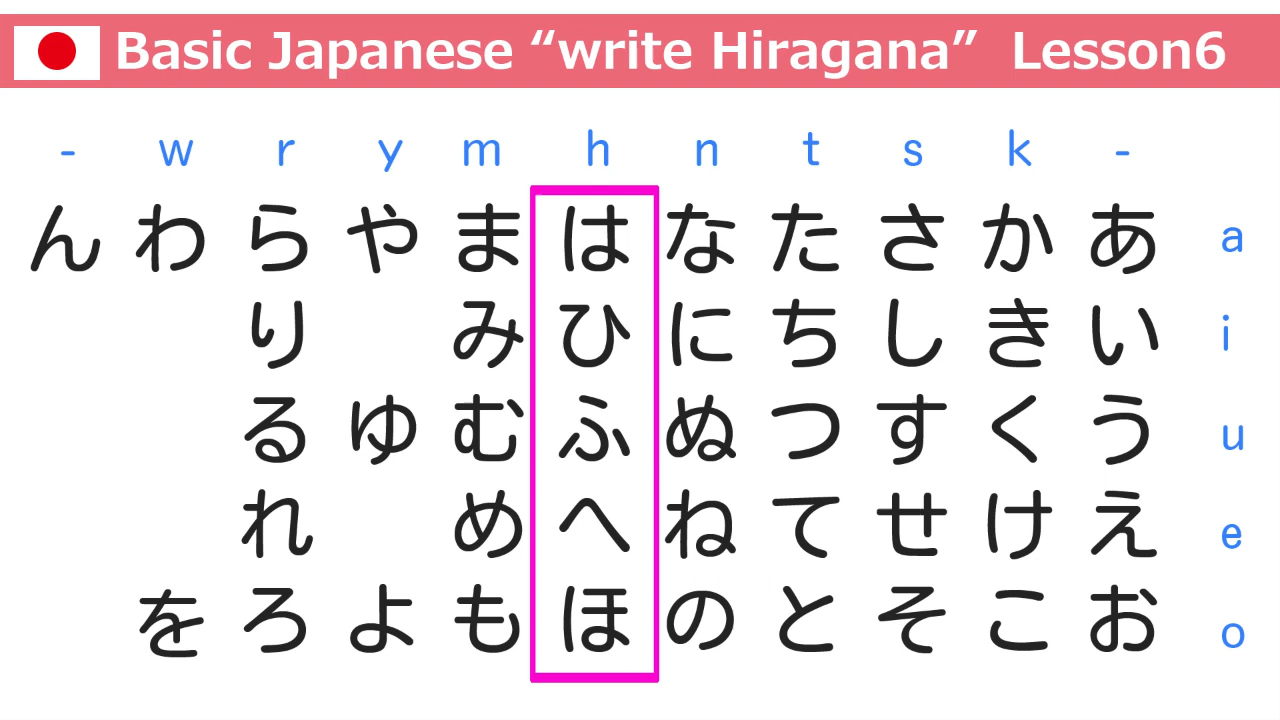 Basic Japanese “write Hiragana” Lesson6
- w r y m h n t s k -
ん わ ら や ま は な た さ か あ a
り み ひ に ち し き い i
る ゆ む ふ ぬ つ す く う u
れ め へ ね て せ け え e
を ろ よ も ほ の と そ こ お o